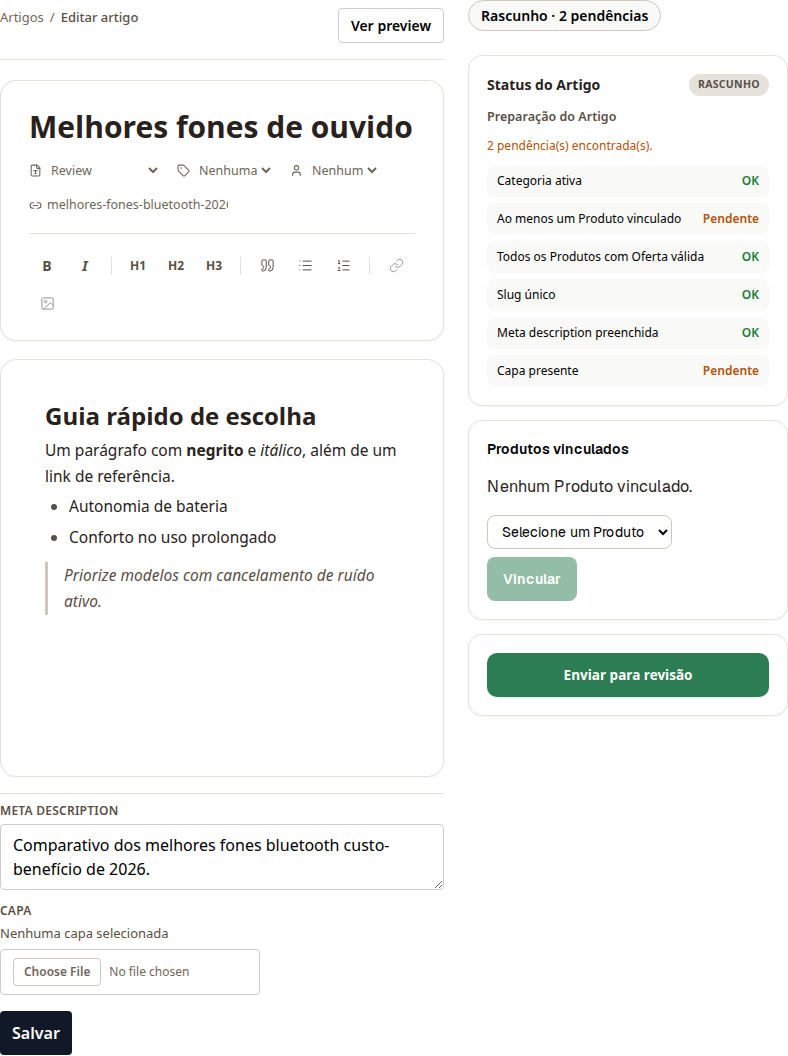 Artigos / Editar artigo
Ver preview
Melhores fones de ouvido
Review
Nenhuma
Nenhum
melhores-fones-bluetooth-202
B I H1 H2 H3
Guia rápido de escolha
Um parágrafo com negrito e itálico, além de um
link de referência.
Autonomia de bateria
Conforto no uso prolongado
Priorize modelos com cancelamento de ruído
ativo.
META DESCRIPTION
Comparativo dos melhores fones bluetooth custo-
benefício de 2026.
CAPA
Nenhuma capa selecionada
Choose File No file chosen
Salvar
Rascunho · 2 pendências
Status do Artigo
RASCUNHO
Preparação do Artigo
2 pendência(s) encontrada(s).
Categoria ativa OK
Ao menos um Produto vinculado Pendente
Todos os Produtos com Oferta válida OK
Slug único OK
Meta description preenchida OK
Capa presente Pendente
Produtos vinculados
Nenhum Produto vinculado.
Selecione um Produto
Vincular
Enviar para revisão